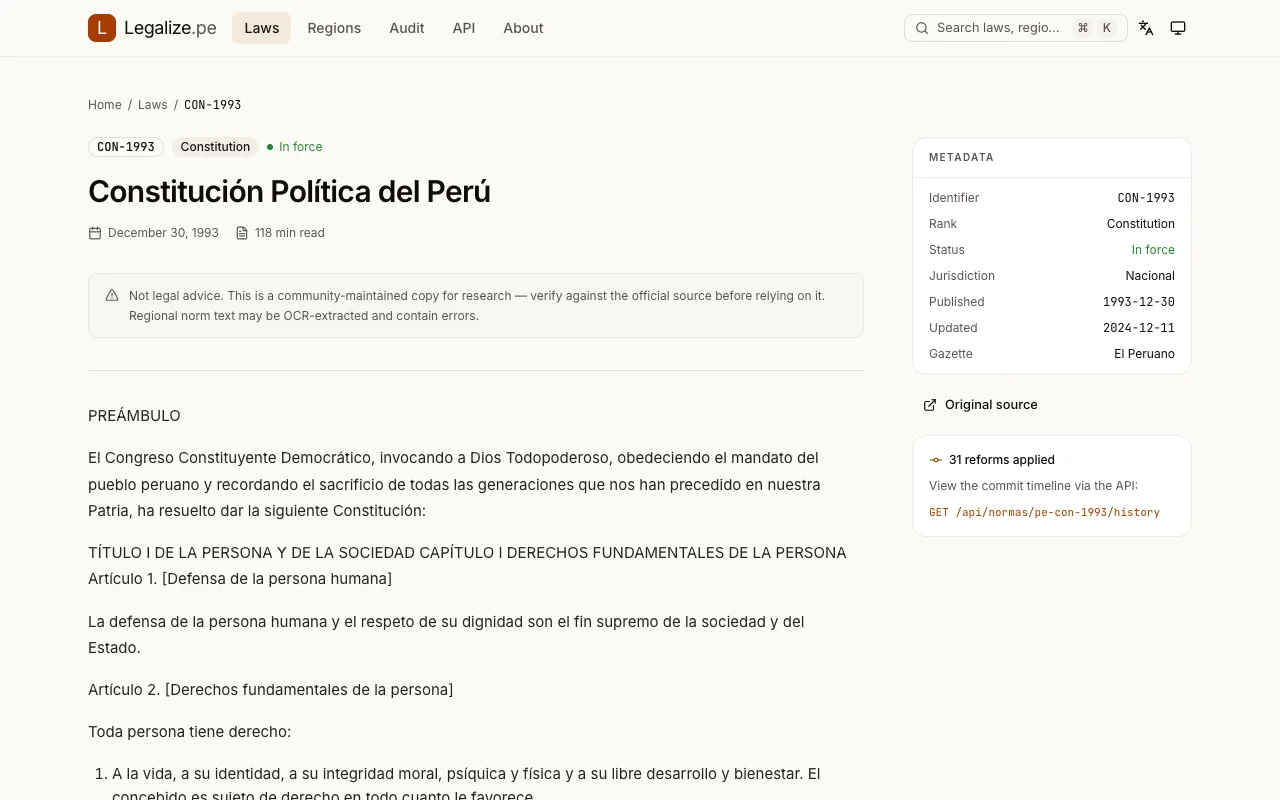 L Legalize.pe Laws Regions Audit API About Search laws, regio... ⌘ K
Home / Laws / CON-1993
CON-1993 Constitution In force
Constitución Política del Perú
December 30, 1993 118 min read
Not legal advice. This is a community-maintained copy for research — verify against the official source before relying on it.
Regional norm text may be OCR-extracted and contain errors.
PREÁMBULO
El Congreso Constituyente Democrático, invocando a Dios Todopoderoso, obedeciendo el mandato del
pueblo peruano y recordando el sacrificio de todas las generaciones que nos han precedido en nuestra
Patria, ha resuelto dar la siguiente Constitución:
TÍTULO I DE LA PERSONA Y DE LA SOCIEDAD CAPÍTULO I DERECHOS FUNDAMENTALES DE LA PERSONA
Artículo 1. [Defensa de la persona humana]
La defensa de la persona humana y el respeto de su dignidad son el fin supremo de la sociedad y del
Estado.
Artículo 2. [Derechos fundamentales de la persona]
Toda persona tiene derecho:
1. A la vida, a su identidad, a su integridad moral, psíquica y física y a su libre desarrollo y bienestar. El
concebido es sujeto de derecho en todo cuanto le favorece.
METADATA
Identifier CON-1993
Rank Constitution
Status In force
Jurisdiction Nacional
Published 1993-12-30
Updated 2024-12-11
Gazette El Peruano
Original source
31 reforms applied
View the commit timeline via the API:
GET /api/normas/pe-con-1993/history